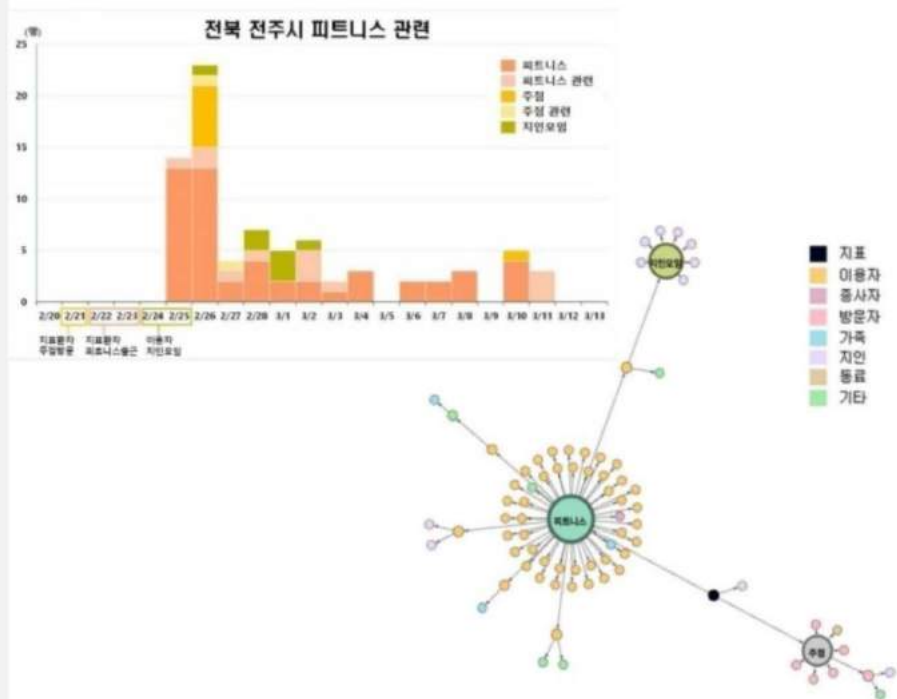 전북 전주시 피트니스 관련
(명)
25
20
15
10
5
0
피트니스
피트니스 관련
주점
주점 관련
지인모임
2/20 2/21 2/22 2/23 2/24 2/25 2/26 2/27 2/28 3/1 3/2 3/3 3/4 3/5 3/6 3/7 3/8 3/9 3/10 3/11 3/12 3/13
지표환자 지표환자 이용자
주점방문 피트니스출근 지인모임
지인모임
지표
이용자
종사자
방문자
가족
지인
동료
기타
피트니스
주점